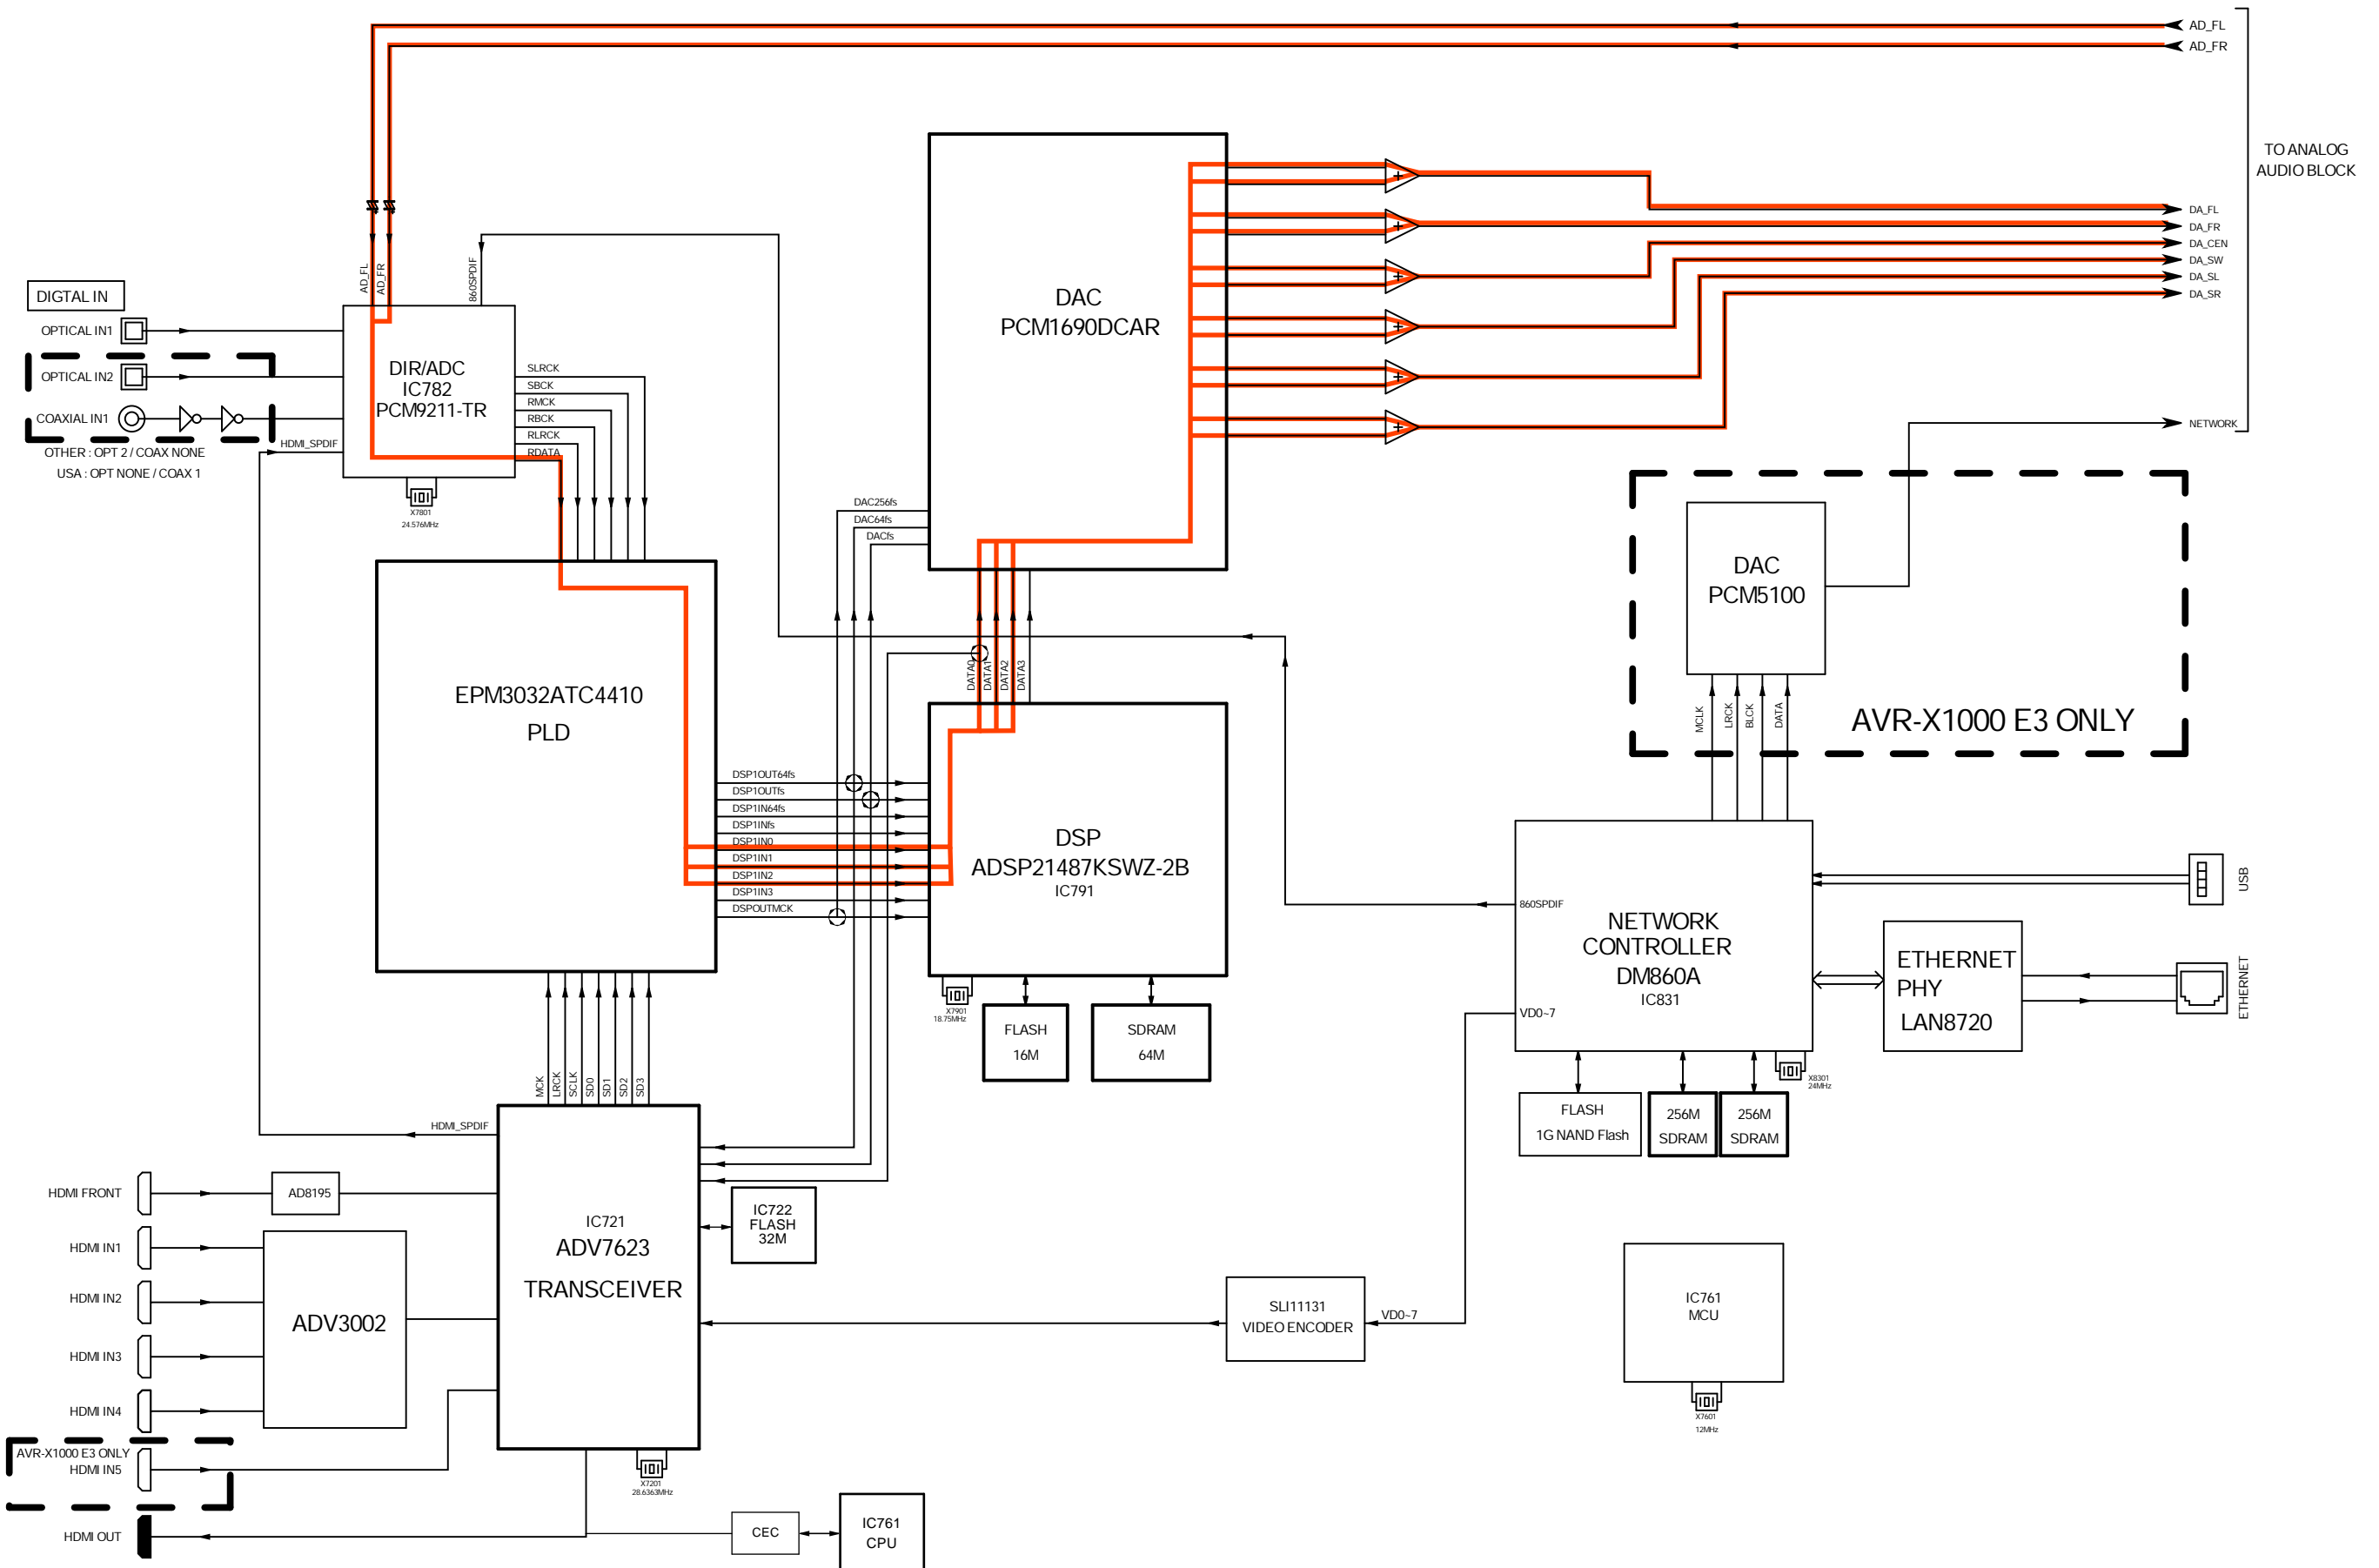 AD_FL
AD_FR
TO ANALOG
AUDIO BLOCK
DA_FL
DA_FR
DA_CEN
DA_SW
DA_SL
DA_SR
NETWORK
AD_FL
AD_FR
860SPDIF
DIGTAL IN
OPTICAL IN1
OPTICAL IN2
COAXIAL IN1
HDMI_SPDIF
OTHER : OPT 2 / COAX NONE
USA : OPT NONE / COAX 1
DIR/ADC
IC782
PCM9211-TR
SLRCK
SBCK
RMCK
RBCK
RLRCK
RDATA
X7801
24.576MHz
DAC
PCM1690DCAR
DAC256fs
DAC64fs
DACfs
DAC
PCM5100
AVR-X1000 E3 ONLY
MCLK
LRCK
BLCK
DATA
DATA0
DATA1
DATA2
DATA3
EPM3032ATC4410
PLD
DSP1OUT64fs
DSP1OUTfs
DSP1IN64fs
DSP1INfs
DSP1IN0
DSP1IN1
DSP1IN2
DSP1IN3
DSPOUTMCK
DSP
ADSP21487KSWZ-2B
IC791
X7901
18.75MHz
FLASH
16M
SDRAM
64M
860SPDIF
VD0~7
NETWORK
CONTROLLER
DM860A
IC831
X8301
24MHz
FLASH
1G NAND Flash
256M
SDRAM
256M
SDRAM
ETHERNET
PHY
LAN8720
USB
ETHERNET
MCK
LRCK
SCLK
SD0
SD1
SD2
SD3
HDMI_SPDIF
HDMI FRONT
AD8195
HDMI IN1
HDMI IN2
HDMI IN3
HDMI IN4
ADV3002
AVR-X1000 E3 ONLY
HDMI IN5
HDMI OUT
IC721
ADV7623
TRANSCEIVER
X7201
28.6363MHz
IC722
FLASH
32M
SLI11131
VIDEO ENCODER
VD0~7
IC761
MCU
X7601
12MHz
CEC
IC761
CPU